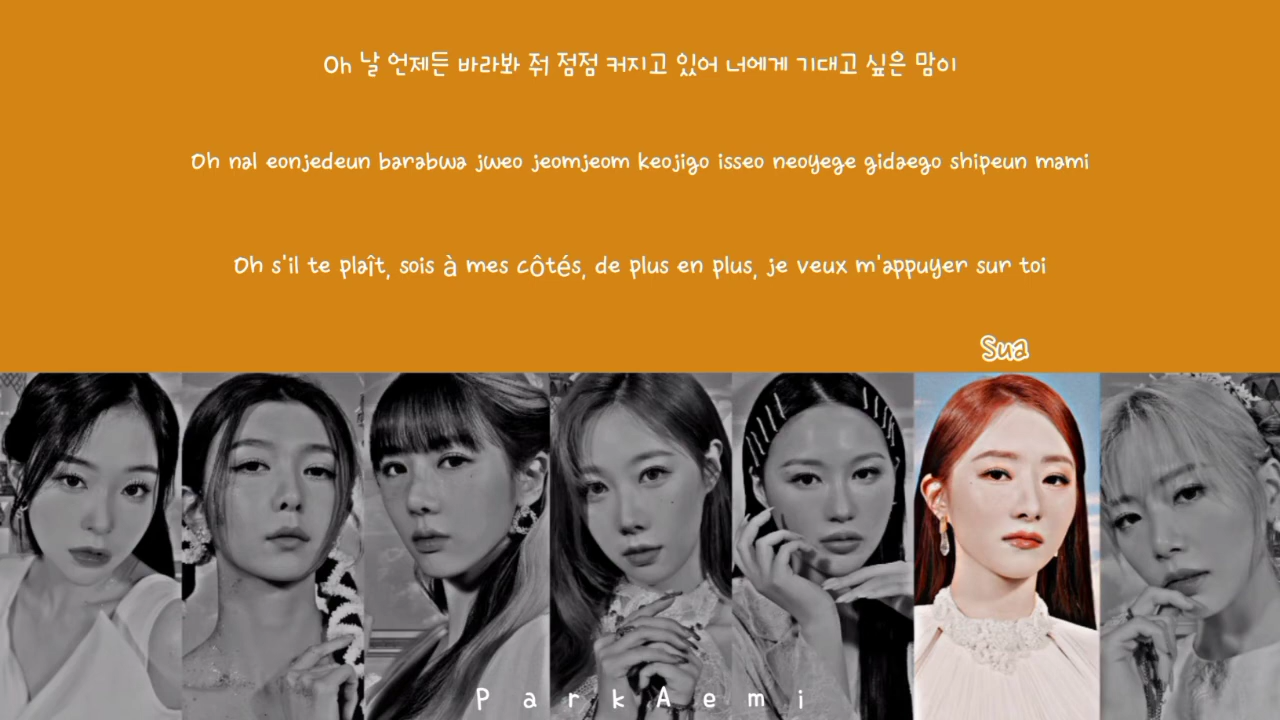 Oh 날 언제든 바라봐 줘 점점 커지고 있어 너에게 기대고 싶은 맘이
Oh nal eonjedeun barabwa jweo jeomjeom keojigo isseo neoyege gidaego shipeun mami
Oh s'il te plaît, sois à mes côtés, de plus en plus, je veux m'appuyer sur toi
Sua
ParkAemi